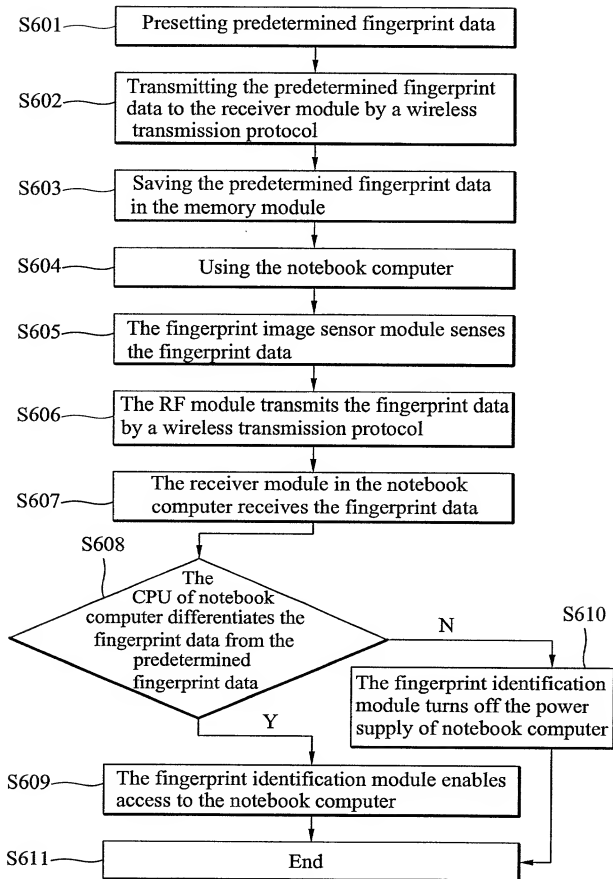 S601
Presetting predetermined fingerprint data
S602
Transmitting the predetermined fingerprint
data to the receiver module by a wireless
transmission protocol
S603
Saving the predetermined fingerprint data
in the memory module
S604
Using the notebook computer
S605
The fingerprint image sensor module senses
the fingerprint data
S606
The RF module transmits the fingerprint data
by a wireless transmission protocol
S607
The receiver module in the notebook
computer receives the fingerprint data
S608
The
CPU of notebook
computer differentiates the
fingerprint data from the
predetermined
fingerprint data
N
S610
The fingerprint identification
module turns off the power
supply of notebook computer
Y
S609
The fingerprint identification module enables
access to the notebook computer
S611
End